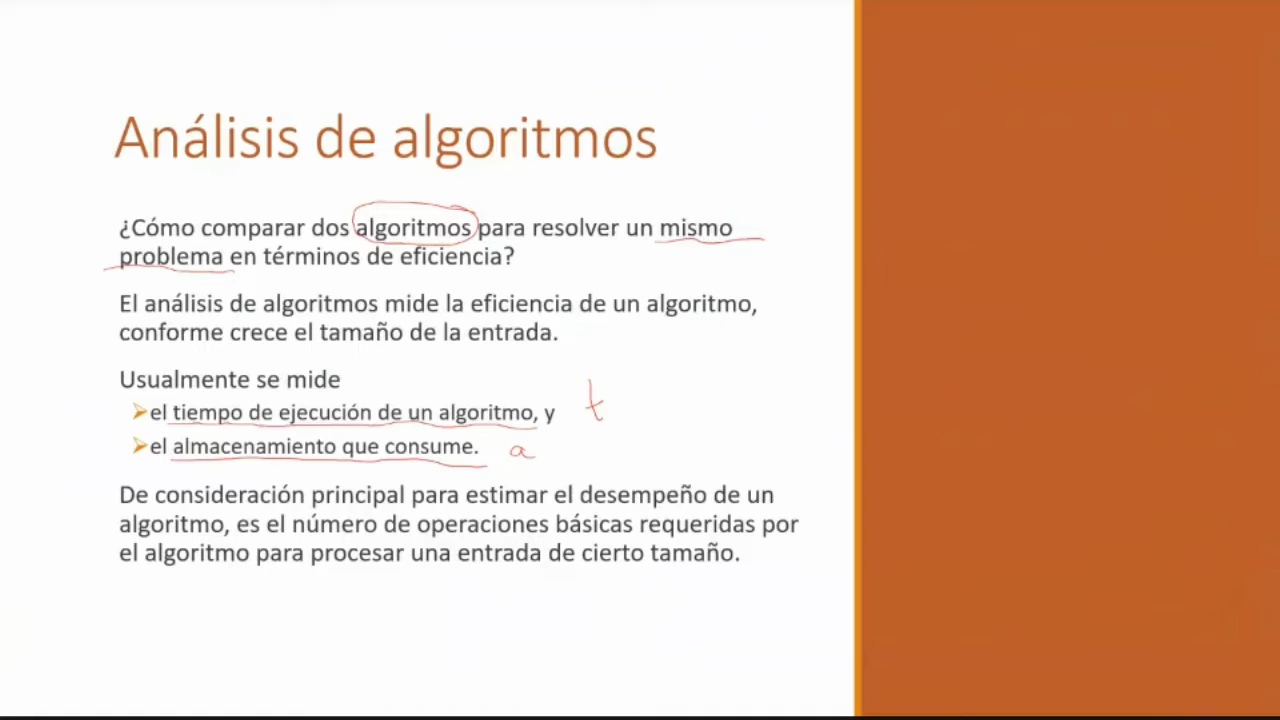 Análisis de algoritmos
¿Cómo comparar dos algoritmos para resolver un mismo
problema en términos de eficiencia?
El análisis de algoritmos mide la eficiencia de un algoritmo,
conforme crece el tamaño de la entrada.
Usualmente se mide
el tiempo de ejecución de un algoritmo, y t
el almacenamiento que consume. a
De consideración principal para estimar el desempeño de un
algoritmo, es el número de operaciones básicas requeridas por
el algoritmo para procesar una entrada de cierto tamaño.